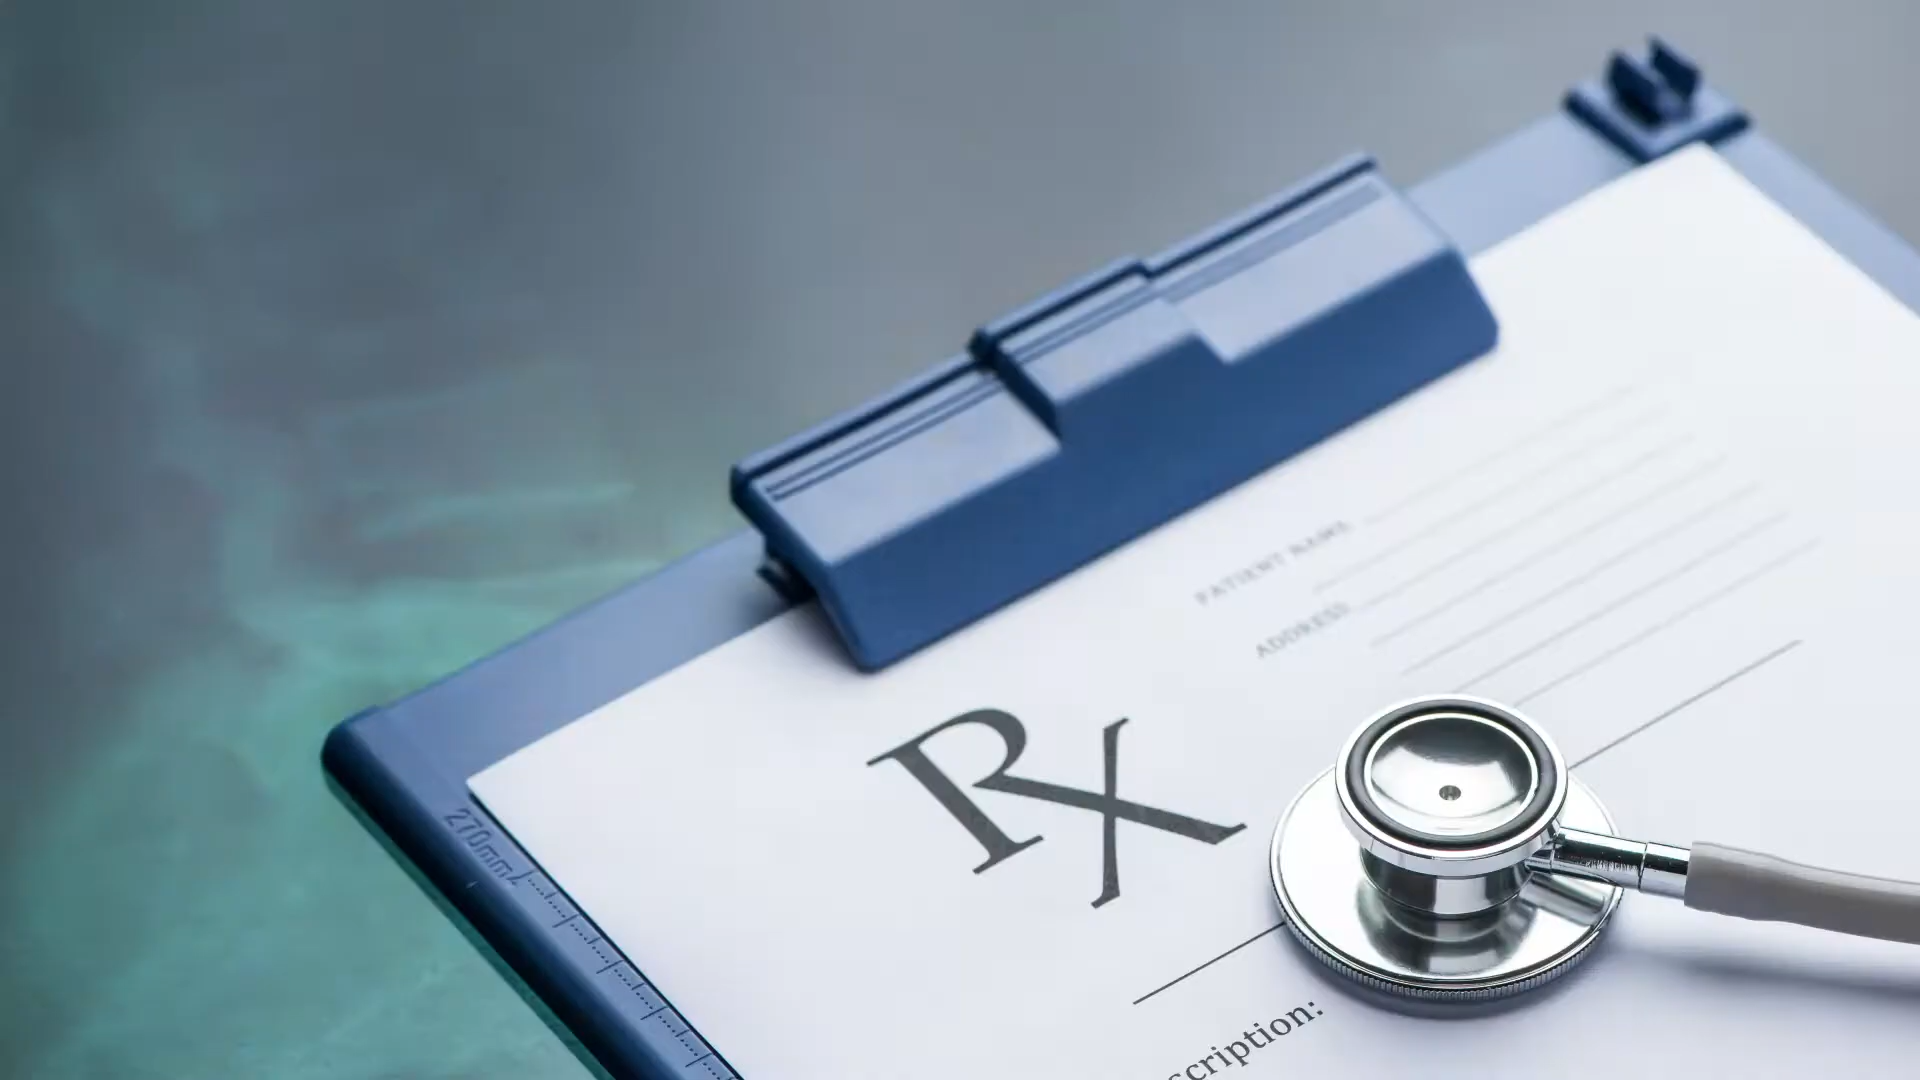 PATIENT NAME
ADDRESS
Rx
scription:
270mm